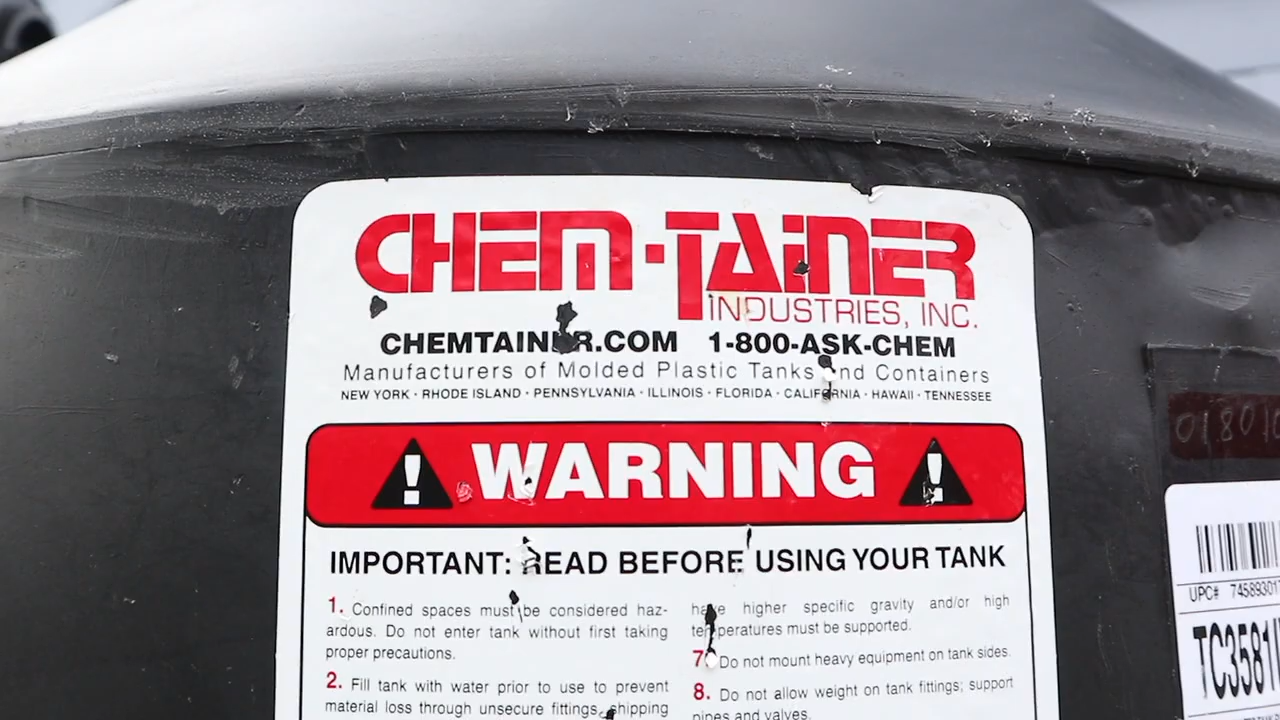 CHEM-TAINER
INDUSTRIES, INC.
CHEMTAINER.COM 1-800-ASK-CHEM
Manufacturers of Molded Plastic Tanks and Containers
NEW YORK · RHODE ISLAND · PENNSYLVANIA · ILLINOIS · FLORIDA · CALIFORNIA · HAWAII · TENNESSEE
WARNING
IMPORTANT: READ BEFORE USING YOUR TANK
1. Confined spaces must be considered haz-
ardous. Do not enter tank without first taking
proper precautions.
2. Fill tank with water prior to use to prevent
material loss through unsecure fittings, shipping
have higher specific gravity and/or high
temperatures must be supported.
7. Do not mount heavy equipment on tank sides.
8. Do not allow weight on tank fittings; support
pipes and valves.
UPC#